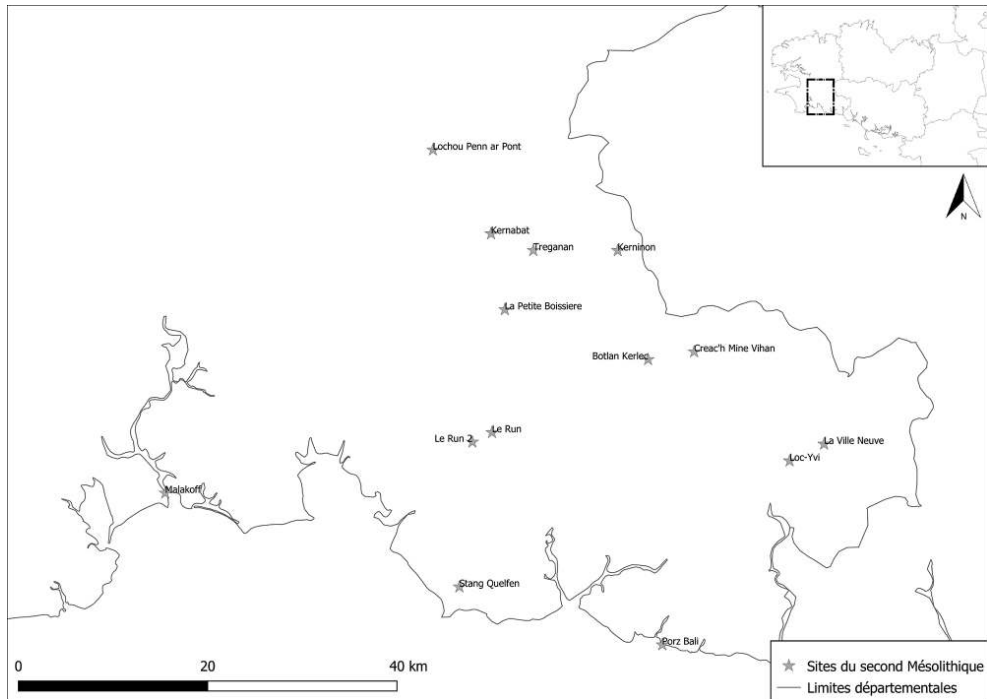 N
Lochou Penn ar Pont
Kernabat
Treganan
Kerninon
La Petite Boissiere
Botlan Kerlec
Creac'h Mine Vihan
Le Run 2
Le Run
La Ville Neuve
Loc-Yvi
Malakoff
Stang Quelfen
Porz Bali
0 20 40 km
Sites du second Mésolithique
Limites départementales